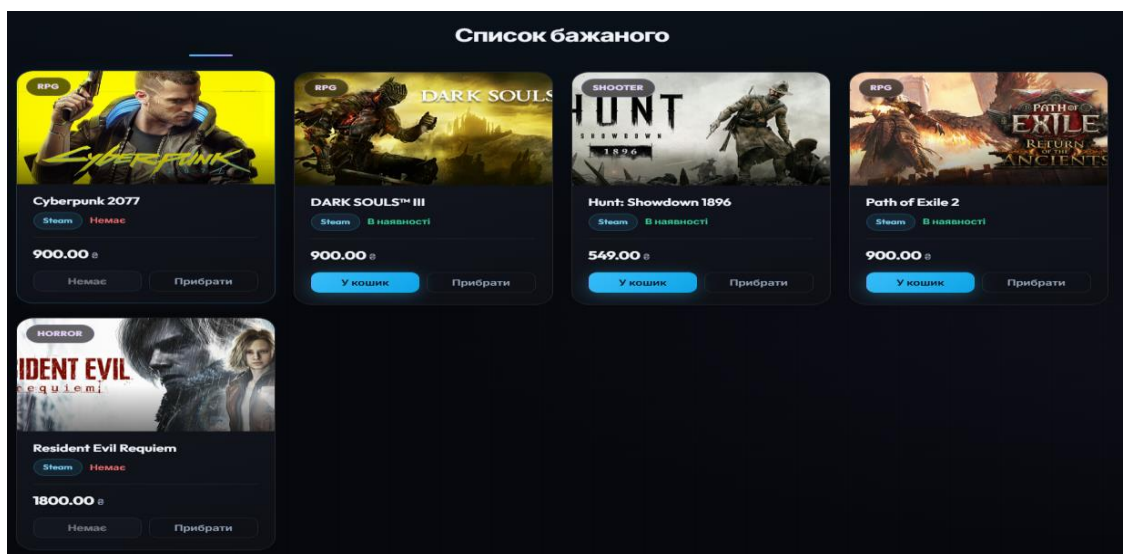 Список бажаного
RPG
CYBERPUNK
Cyberpunk 2077
Steam Немає
900.00 ₴
Немає Прибрати
RPG
DARK SOULS
DARK SOULS™ III
Steam В наявності
900.00 ₴
У кошик Прибрати
SHOOTER
HUNT
SHOWDOWN
1896
Hunt: Showdown 1896
Steam В наявності
549.00 ₴
У кошик Прибрати
RPG
PATH OF
EXILE
RETURN
OF THE
ANCIENTS
Path of Exile 2
Steam В наявності
900.00 ₴
У кошик Прибрати
HORROR
IDENT EVIL
requiem
Resident Evil Requiem
Steam Немає
1800.00 ₴
Немає Прибрати